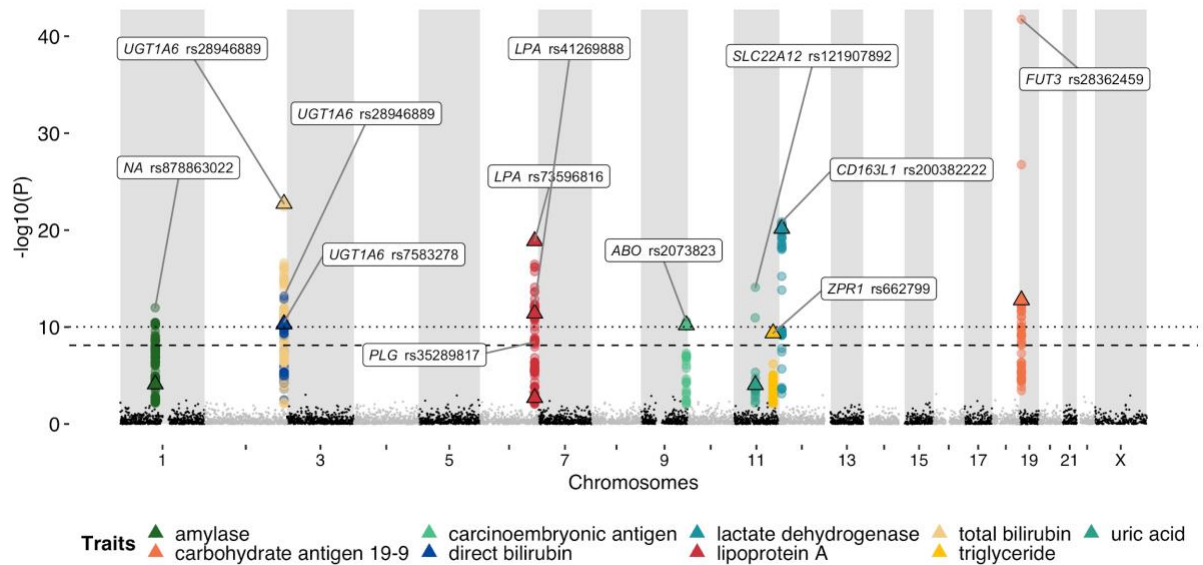 40
UGT1A6 rs28946889
LPA rs41269888
SLC22A12 rs121907892
FUT3 rs28362459
30
UGT1A6 rs28946889
NA rs878863022
LPA rs73596816
CD163L1 rs200382222
-log10(P)
20
UGT1A6 rs7583278
ABO rs2073823
ZPR1 rs662799
10
PLG rs35289817
0
1 3 5 7 9 11 13 15 17 19 21 X
Chromosomes
Traits
amylase carcinoembryonic antigen lactate dehydrogenase total bilirubin uric acid
carbohydrate antigen 19-9 direct bilirubin lipoprotein A triglyceride